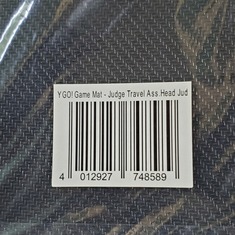 YGO! Game Mat - Judge Travel Ass.Head Jud
4 012927 748589